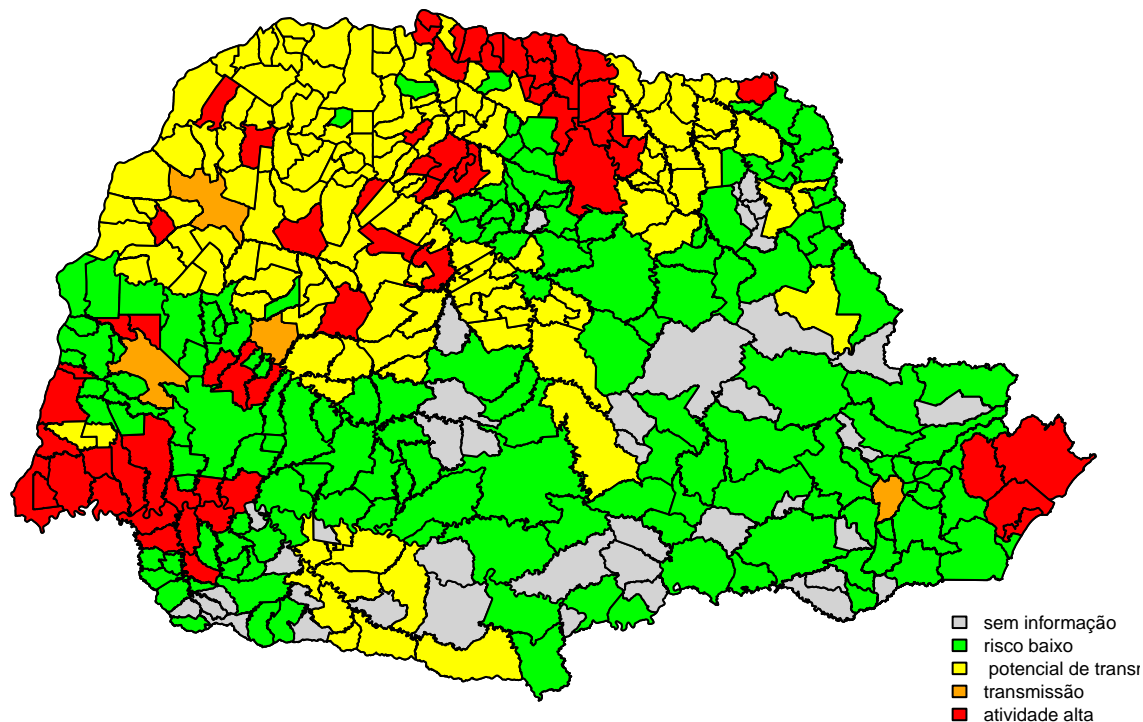 sem informação
risco baixo
potencial de transm
transmissão
atividade alta